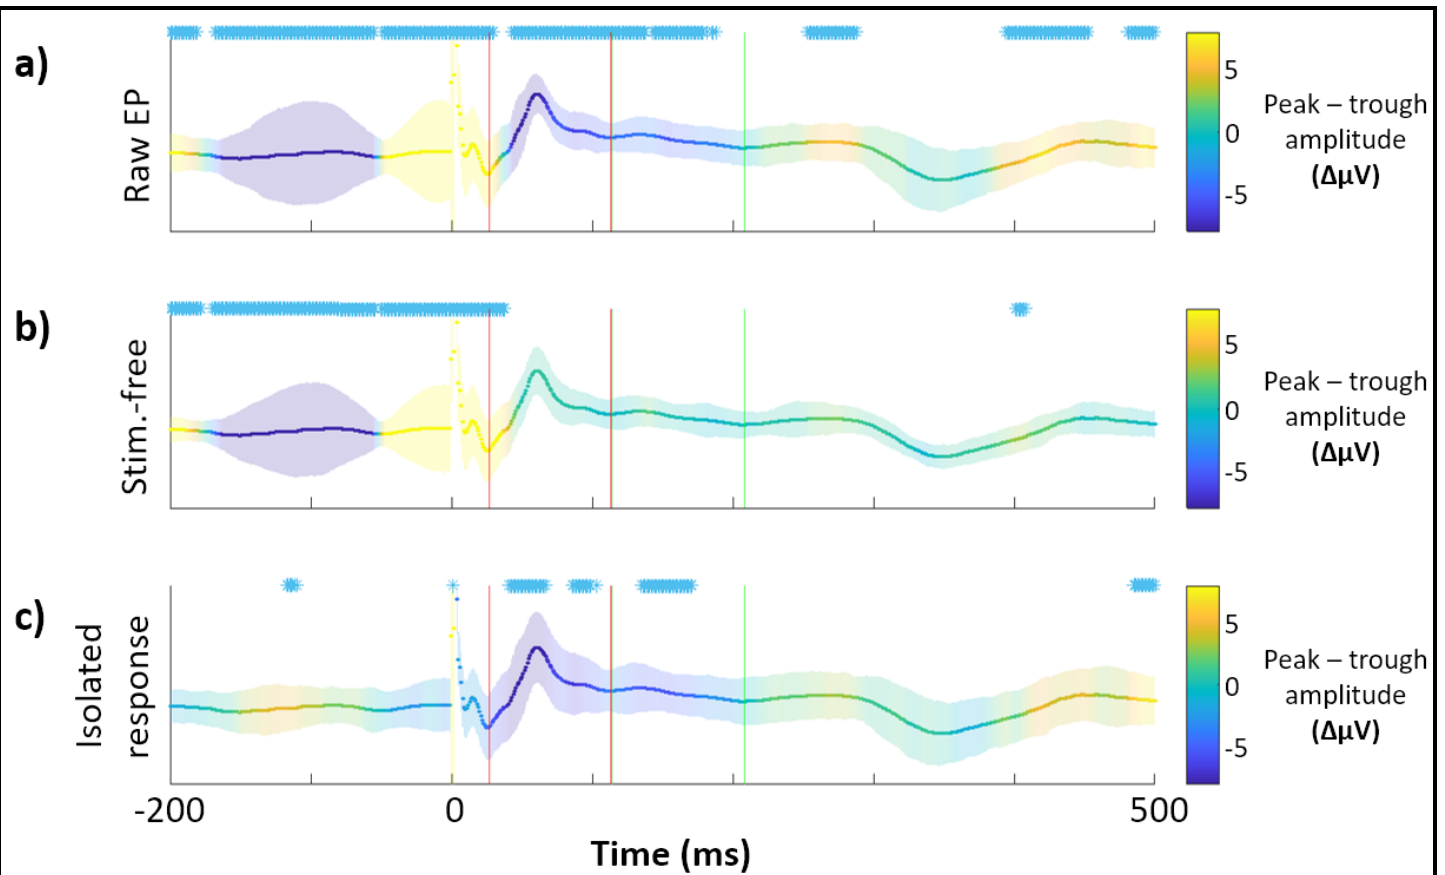 a)
Raw EP
5
0
-5
Peak – trough
amplitude
(ΔμV)
b)
Stim.-free
5
0
-5
Peak – trough
amplitude
(ΔμV)
c)
Isolated
response
5
0
-5
Peak – trough
amplitude
(ΔμV)
-200
0
500
Time (ms)